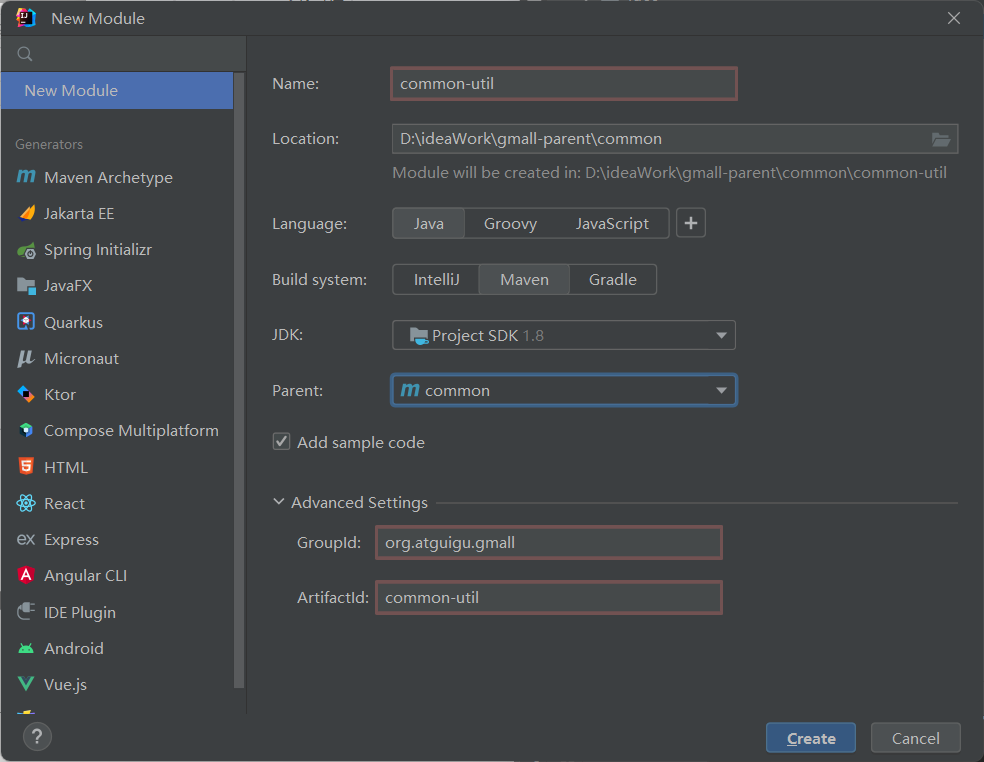 New Module
New Module
Generators
Maven Archetype
Jakarta EE
Spring Initializr
JavaFX
Quarkus
Micronaut
Ktor
Compose Multiplatform
HTML
React
Express
Angular CLI
IDE Plugin
Android
Vue.js
Name: common-util
Location: D:\ideaWork\gmall-parent\common
Module will be created in: D:\ideaWork\gmall-parent\common\common-util
Language: Java Groovy JavaScript +
Build system: IntelliJ Maven Gradle
JDK: Project SDK 1.8
Parent: common
Add sample code
Advanced Settings
GroupId: org.atguigu.gmall
ArtifactId: common-util
? Create Cancel